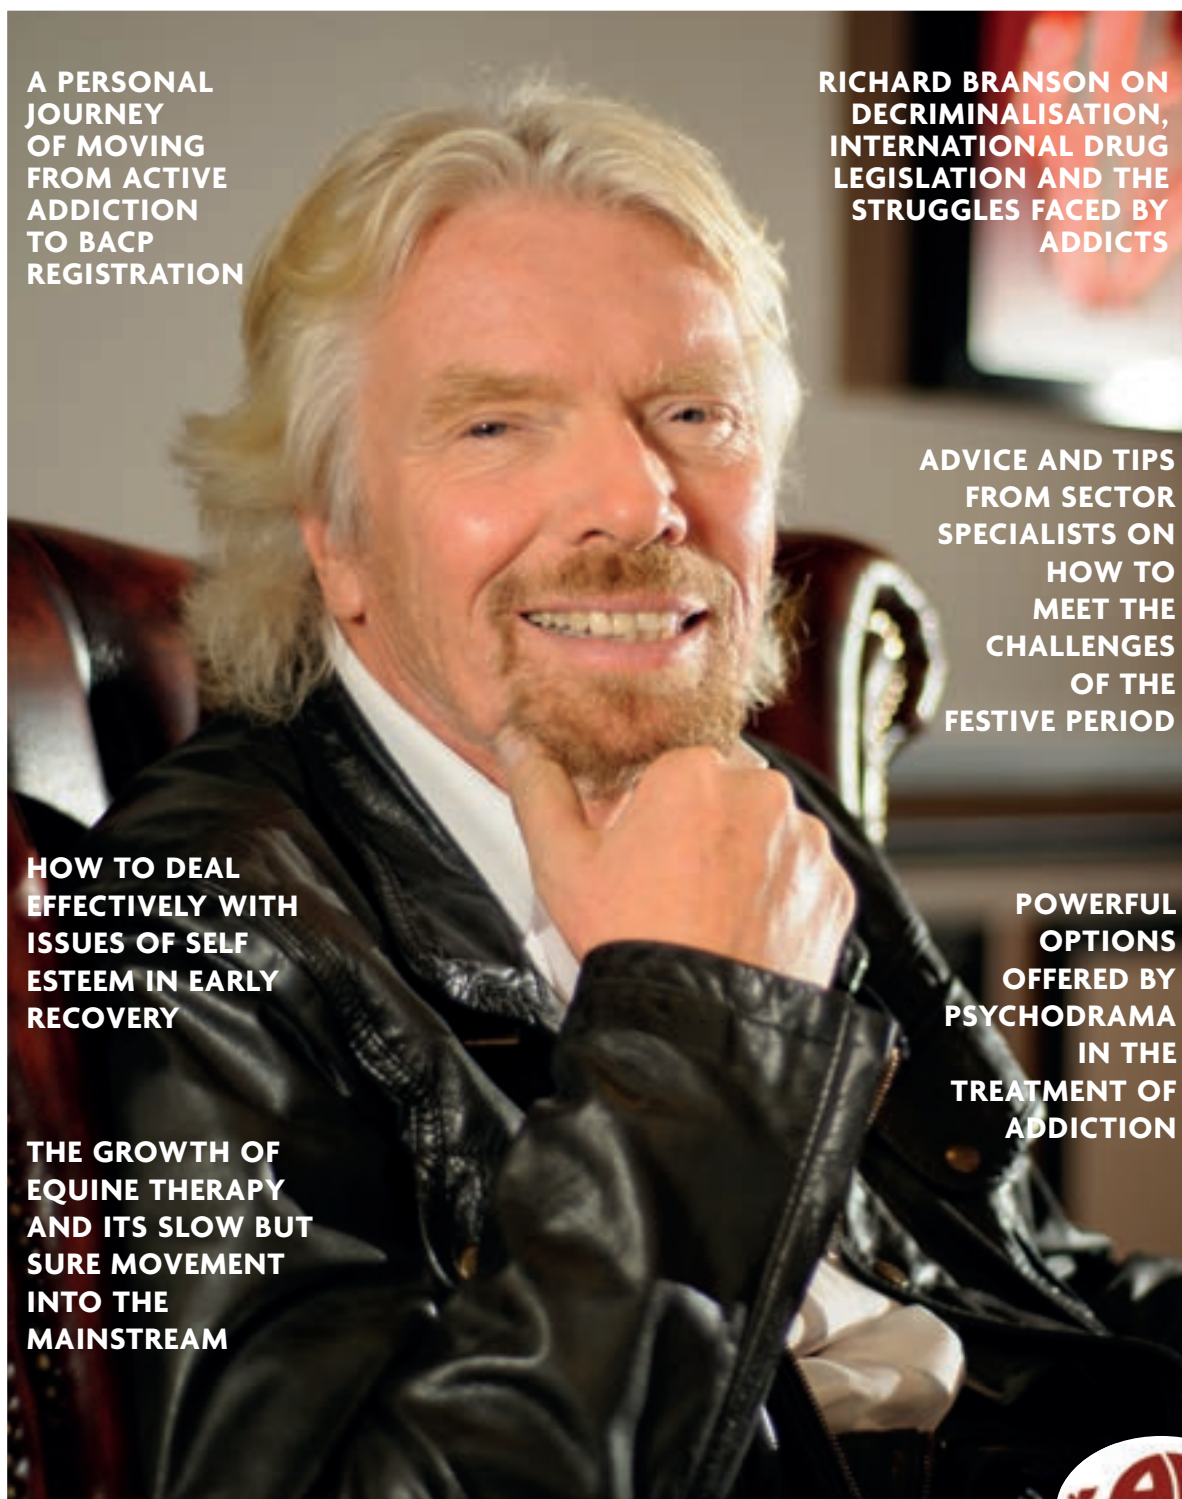 A PERSONAL
JOURNEY
OF MOVING
FROM ACTIVE
ADDICTION
TO BACP
REGISTRATION
RICHARD BRANSON ON
DECRIMINALISATION,
INTERNATIONAL DRUG
LEGISLATION AND THE
STRUGGLES FACED BY
ADDICTS
ADVICE AND TIPS
FROM SECTOR
SPECIALISTS ON
HOW TO
MEET THE
CHALLENGES
OF THE
FESTIVE PERIOD
HOW TO DEAL
EFFECTIVELY WITH
ISSUES OF SELF
ESTEEM IN EARLY
RECOVERY
POWERFUL
OPTIONS
OFFERED BY
PSYCHODRAMA
IN THE
TREATMENT OF
ADDICTION
THE GROWTH OF
EQUINE THERAPY
AND ITS SLOW BUT
SURE MOVEMENT
INTO THE
MAINSTREAM